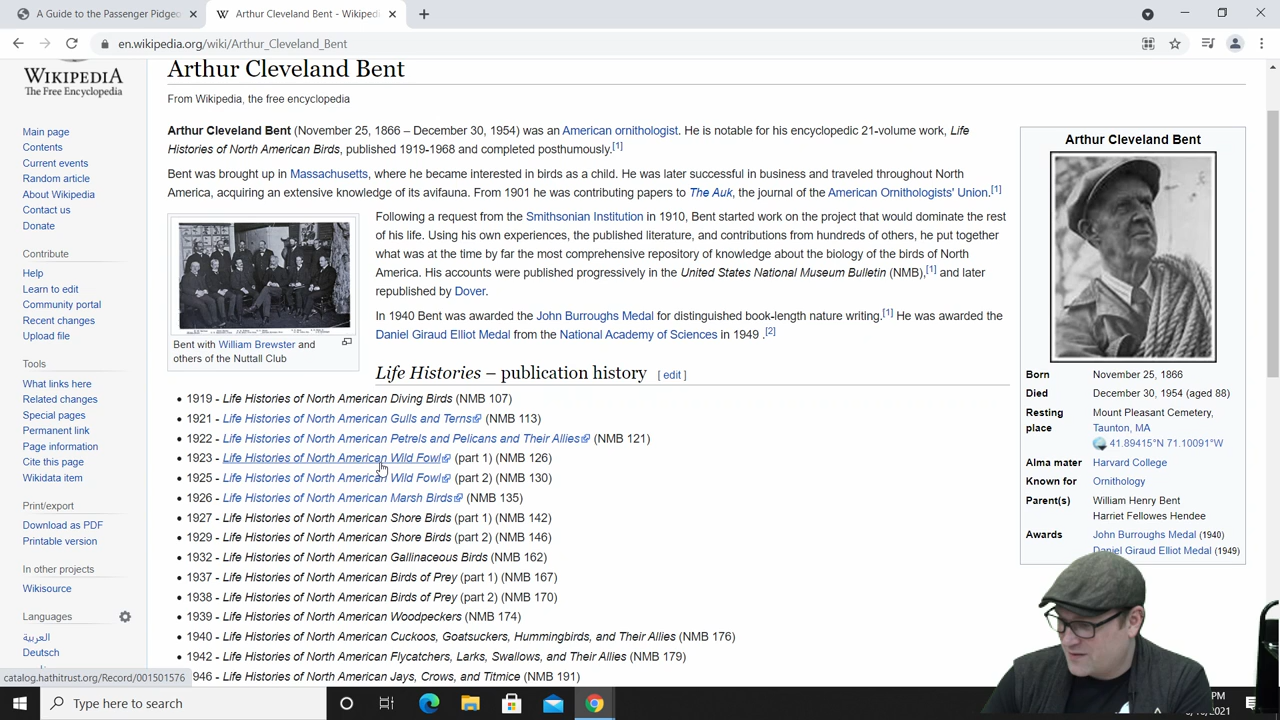 A Guide to the Passenger Pidgeo
Arthur Cleveland Bent - Wikiped
en.wikipedia.org/wiki/Arthur_Cleveland_Bent
WIKIPEDIA
The Free Encyclopedia
Main page
Contents
Current events
Random article
About Wikipedia
Contact us
Donate
Contribute
Help
Learn to edit
Community portal
Recent changes
Upload file
Tools
What links here
Related changes
Special pages
Permanent link
Page information
Cite this page
Wikidata item
Print/export
Download as PDF
Printable version
In other projects
Wikisource
Languages
العربية
Deutsch
Arthur Cleveland Bent
From Wikipedia, the free encyclopedia
Arthur Cleveland Bent (November 25, 1866 – December 30, 1954) was an American ornithologist. He is notable for his encyclopedic 21-volume work, Life
Histories of North American Birds, published 1919-1968 and completed posthumously.[1]
Bent was brought up in Massachusetts, where he became interested in birds as a child. He was later successful in business and traveled throughout North
America, acquiring an extensive knowledge of its avifauna. From 1901 he was contributing papers to The Auk, the journal of the American Ornithologists' Union.[1]
Bent with William Brewster and
others of the Nuttall Club
Following a request from the Smithsonian Institution in 1910, Bent started work on the project that would dominate the rest
of his life. Using his own experiences, the published literature, and contributions from hundreds of others, he put together
what was at the time by far the most comprehensive repository of knowledge about the biology of the birds of North
America. His accounts were published progressively in the United States National Museum Bulletin (NMB),[1] and later
republished by Dover.
In 1940 Bent was awarded the John Burroughs Medal for distinguished book-length nature writing.[1] He was awarded the
Daniel Giraud Elliot Medal from the National Academy of Sciences in 1949 .[2]
Life Histories – publication history [ edit ]
• 1919 - Life Histories of North American Diving Birds (NMB 107)
• 1921 - Life Histories of North American Gulls and Terns (NMB 113)
• 1922 - Life Histories of North American Petrels and Pelicans and Their Allies (NMB 121)
• 1923 - Life Histories of North American Wild Fowl (part 1) (NMB 126)
• 1925 - Life Histories of North American Wild Fowl (part 2) (NMB 130)
• 1926 - Life Histories of North American Marsh Birds (NMB 135)
• 1927 - Life Histories of North American Shore Birds (part 1) (NMB 142)
• 1929 - Life Histories of North American Shore Birds (part 2) (NMB 146)
• 1932 - Life Histories of North American Gallinaceous Birds (NMB 162)
• 1937 - Life Histories of North American Birds of Prey (part 1) (NMB 167)
• 1938 - Life Histories of North American Birds of Prey (part 2) (NMB 170)
• 1939 - Life Histories of North American Woodpeckers (NMB 174)
• 1940 - Life Histories of North American Cuckoos, Goatsuckers, Hummingbirds, and Their Allies (NMB 176)
• 1942 - Life Histories of North American Flycatchers, Larks, Swallows, and Their Allies (NMB 179)
946 - Life Histories of North American Jays, Crows, and Titmice (NMB 191)
Arthur Cleveland Bent
Born November 25, 1866
Died December 30, 1954 (aged 88)
Resting place Mount Pleasant Cemetery,
Taunton, MA
41.89415°N 71.10091°W
Alma mater Harvard College
Known for Ornithology
Parent(s) William Henry Bent
Harriet Fellowes Hendee
Awards John Burroughs Medal (1940)
Daniel Giraud Elliot Medal (1949)
catalog.hathitrust.org/Record/001501576
Type here to search
PM
2021